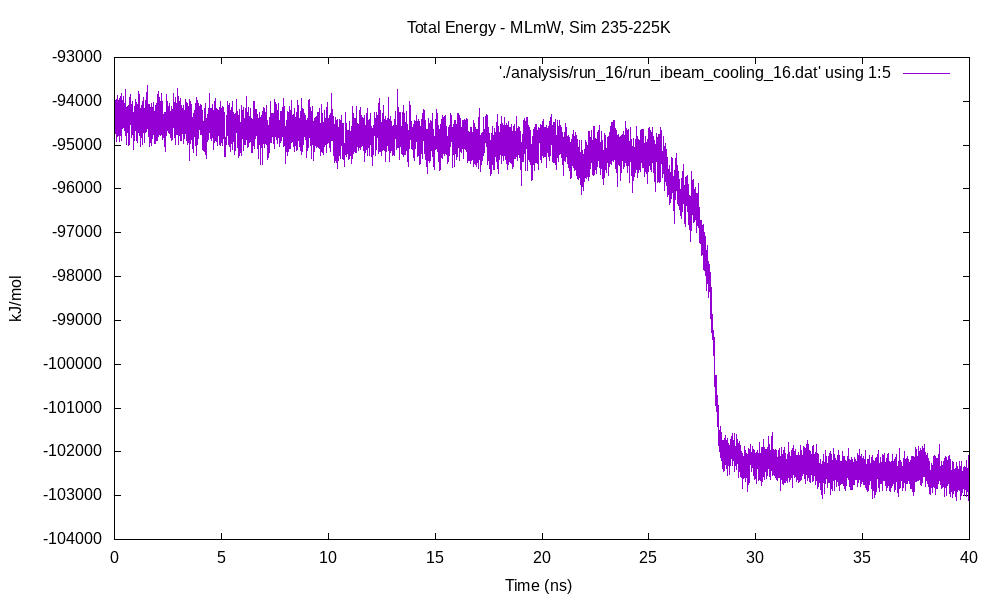 Total Energy - MLmW, Sim 235-225K
'./analysis/run_16/run_ibeam_cooling_16.dat' using 1:5
-93000
-94000
-95000
-96000
-97000
-98000
-99000
-100000
-101000
-102000
-103000
-104000
kJ/mol
0 5 10 15 20 25 30 35 40
Time (ns)